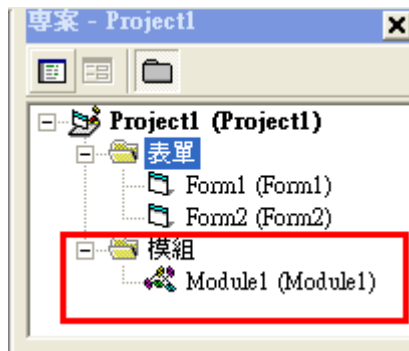 專案 - Project1
Project1 (Project1)
表單
Form1 (Form1)
Form2 (Form2)
模組
Module1 (Module1)